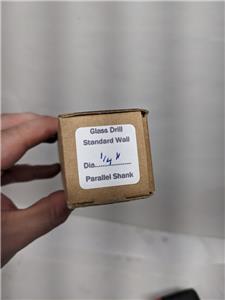 Glass Drill
Standard Wall
Dia. 1/4"
Parallel Shank